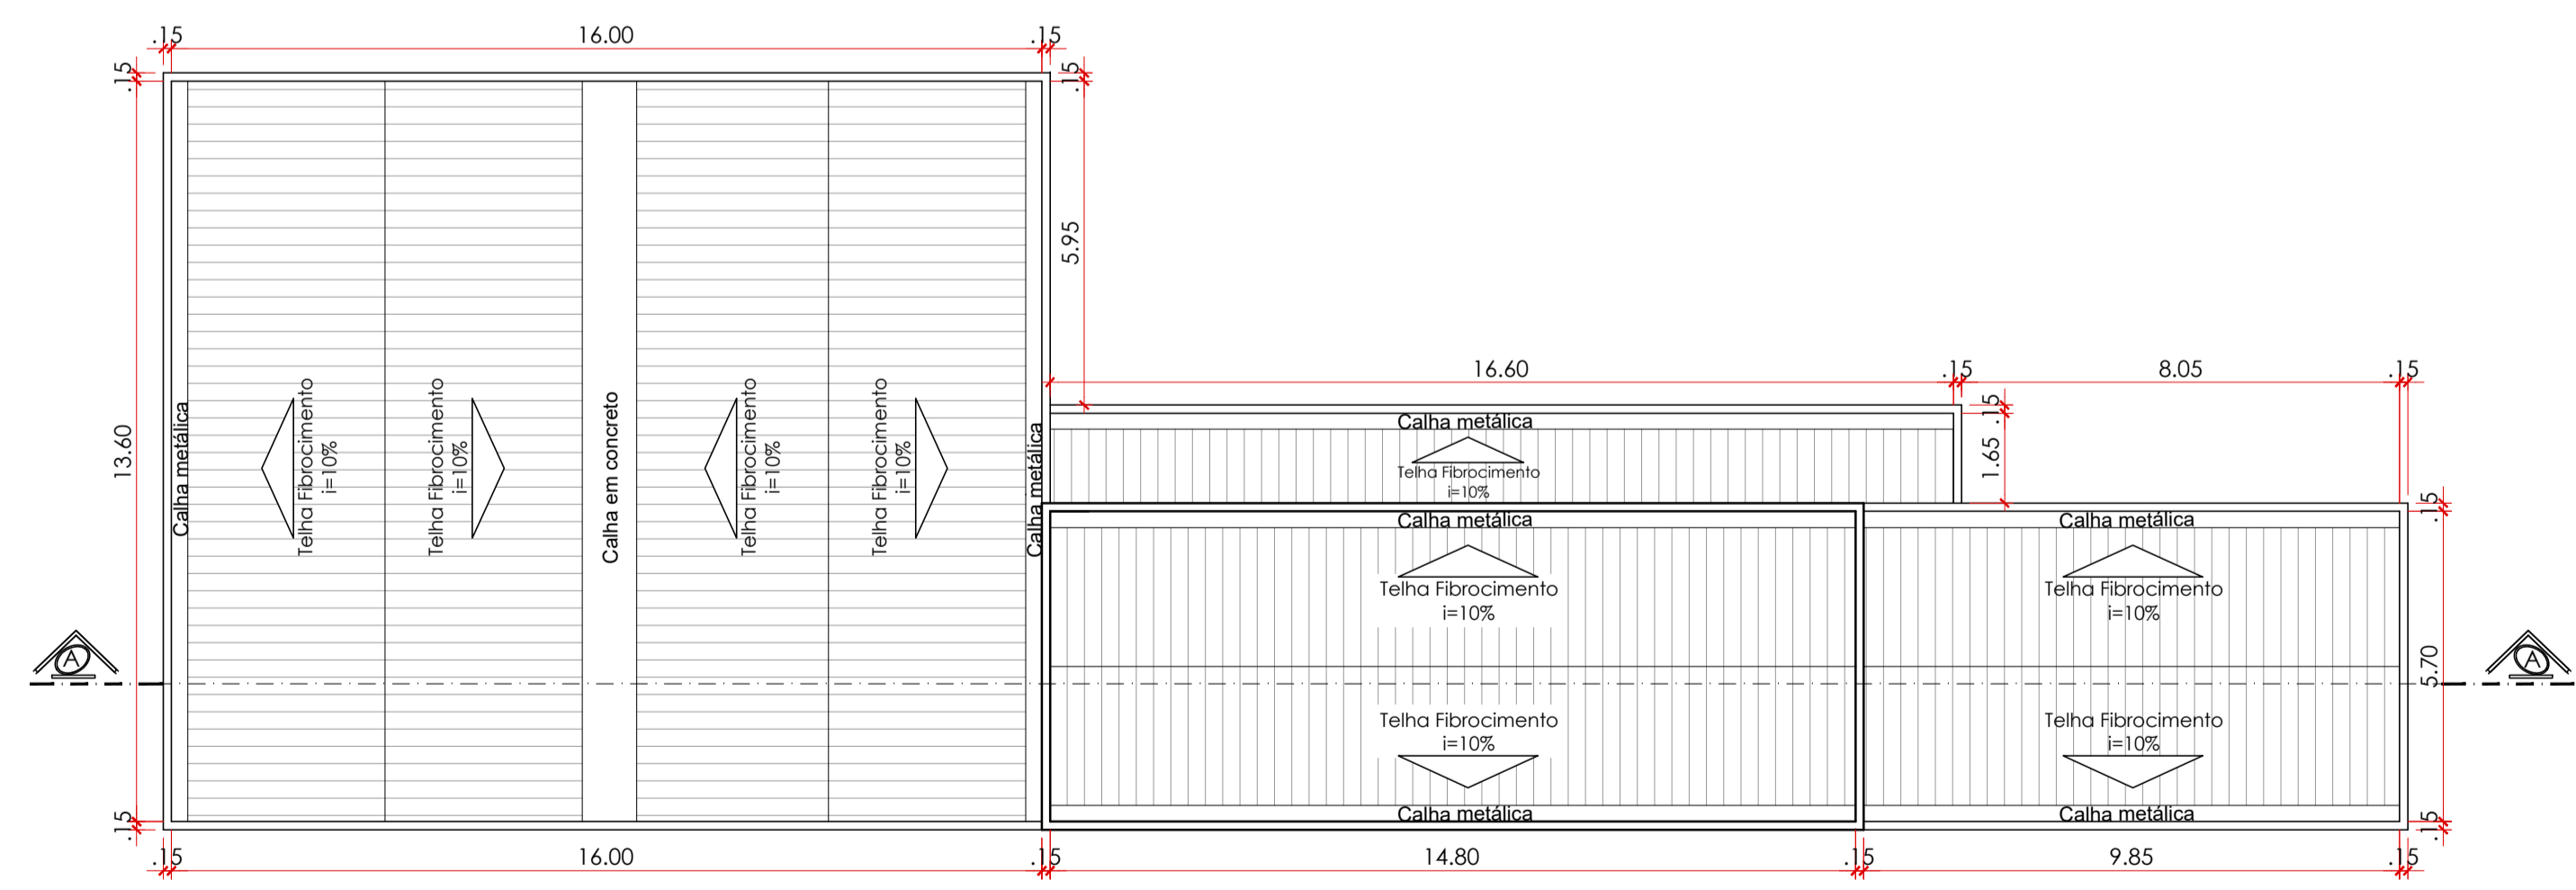 .15
16.00
.15
.15
.15
5.95
13.60
.15
Calha metálica
Telha Fibrocimento
i=10%
Telha Fibrocimento
i=10%
Calha em concreto
Telha Fibrocimento
i=10%
Telha Fibrocimento
i=10%
Calha metálica
16.60
.15
8.05
.15
.15
1.65
.15
5.70
.15
Calha metálica
Telha Fibrocimento
i=10%
Calha metálica
Telha Fibrocimento
i=10%
Telha Fibrocimento
i=10%
Calha metálica
Calha metálica
Telha Fibrocimento
i=10%
Telha Fibrocimento
i=10%
Calha metálica
A
A
.15
16.00
.15
14.80
.15
9.85
.15